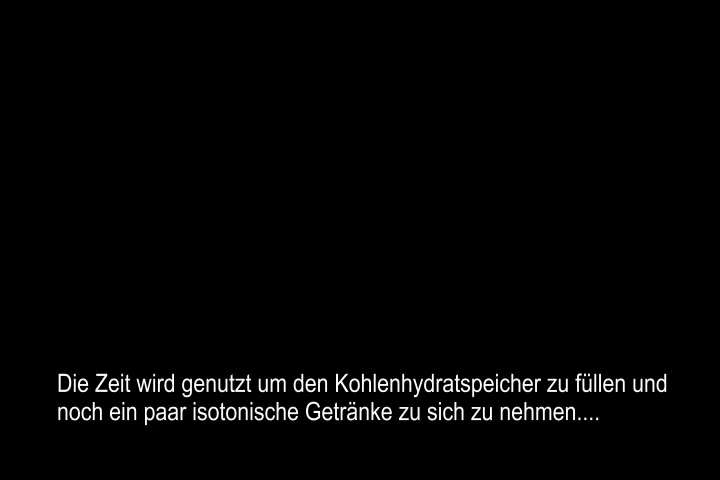 Die Zeit wird genutzt um den Kohlenhydratspeicher zu füllen und
noch ein paar isotonische Getränke zu sich zu nehmen....